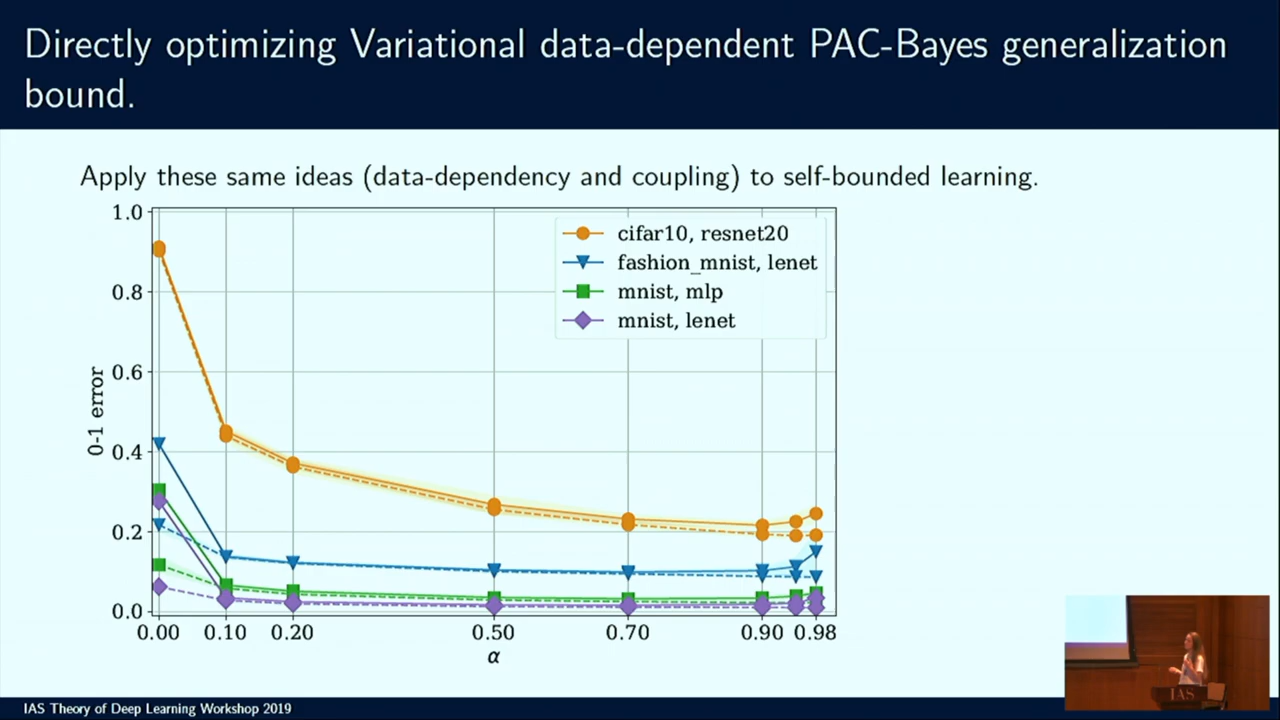 Directly optimizing Variational data-dependent PAC-Bayes generalization
bound.
Apply these same ideas (data-dependency and coupling) to self-bounded learning.
cifar10, resnet20
fashion_mnist, lenet
mnist, mlp
mnist, lenet
0-1 error
1.0
0.8
0.6
0.4
0.2
0.0
0.00 0.10 0.20 0.50 0.70 0.90 0.98
α
IAS Theory of Deep Learning Workshop 2019
IAS